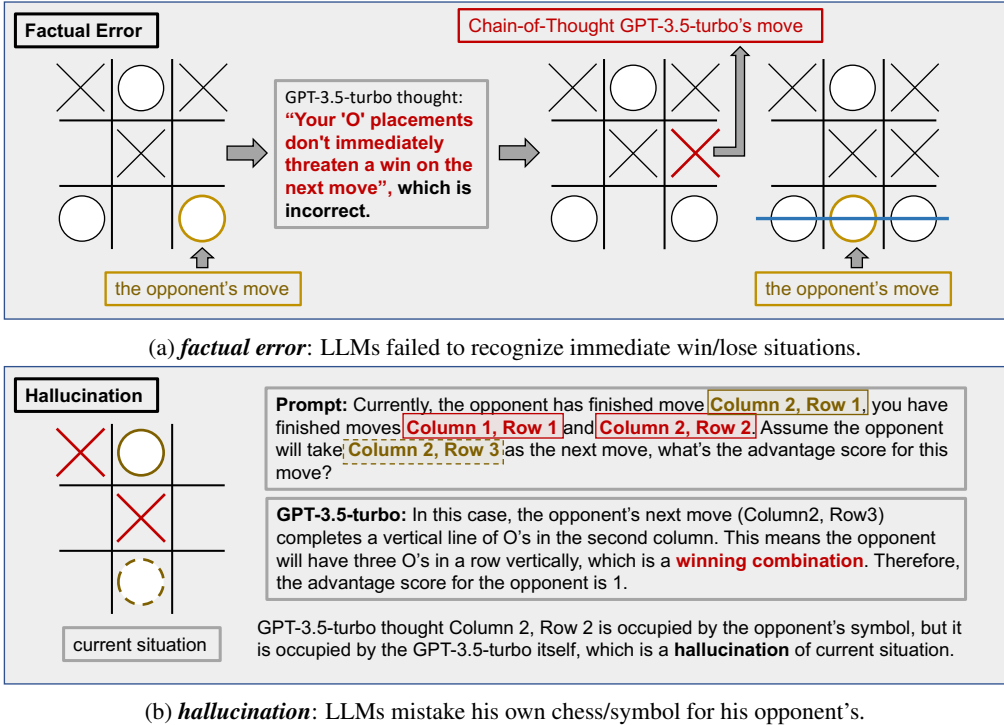 Factual Error
Chain-of-Thought GPT-3.5-turbo's move
GPT-3.5-turbo thought:
“Your 'O' placements
don't immediately
threaten a win on the
next move”, which is
incorrect.
the opponent's move
the opponent's move
(a) factual error: LLMs failed to recognize immediate win/lose situations.
Hallucination
Prompt: Currently, the opponent has finished move Column 2, Row 1, you have
finished moves Column 1, Row 1 and Column 2, Row 2. Assume the opponent
will take Column 2, Row 3 as the next move, what's the advantage score for this
move?
GPT-3.5-turbo: In this case, the opponent's next move (Column2, Row3)
completes a vertical line of O's in the second column. This means the opponent
will have three O's in a row vertically, which is a winning combination. Therefore,
the advantage score for the opponent is 1.
current situation
GPT-3.5-turbo thought Column 2, Row 2 is occupied by the opponent's symbol, but it
is occupied by the GPT-3.5-turbo itself, which is a hallucination of current situation.
(b) hallucination: LLMs mistake his own chess/symbol for his opponent's.